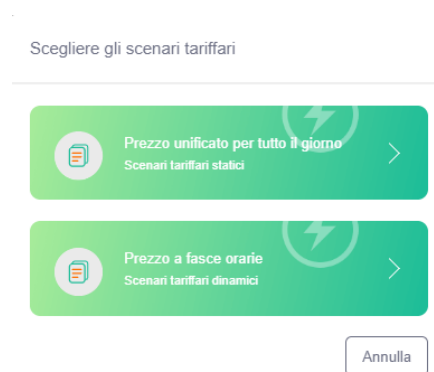 Scegliere gli scenari tariffari
Prezzo unificato per tutto il giorno
Scenari tariffari statici
Prezzo a fasce orarie
Scenari tariffari dinamici
Annulla